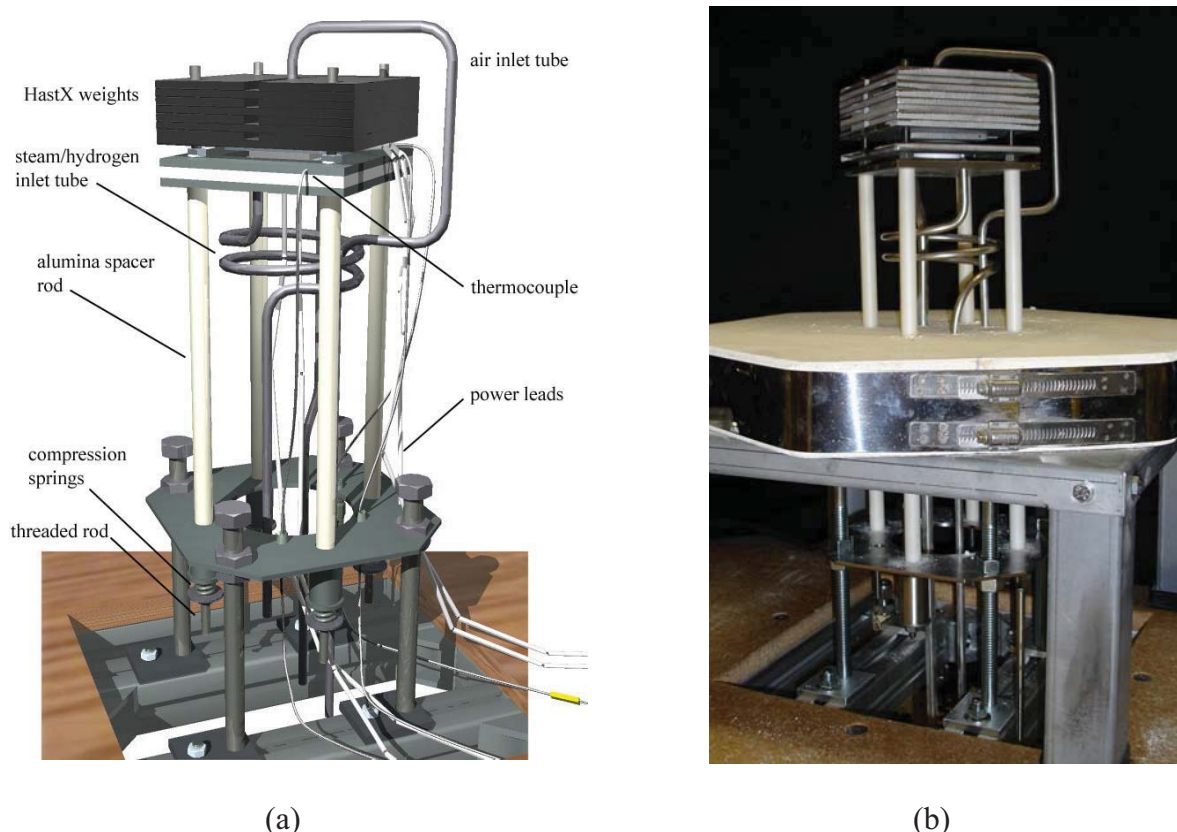 air inlet tube
HastX weights
steam/hydrogen
inlet tube
alumina spacer
rod
thermocouple
power leads
compression
springs
threaded rod
(a)
(b)